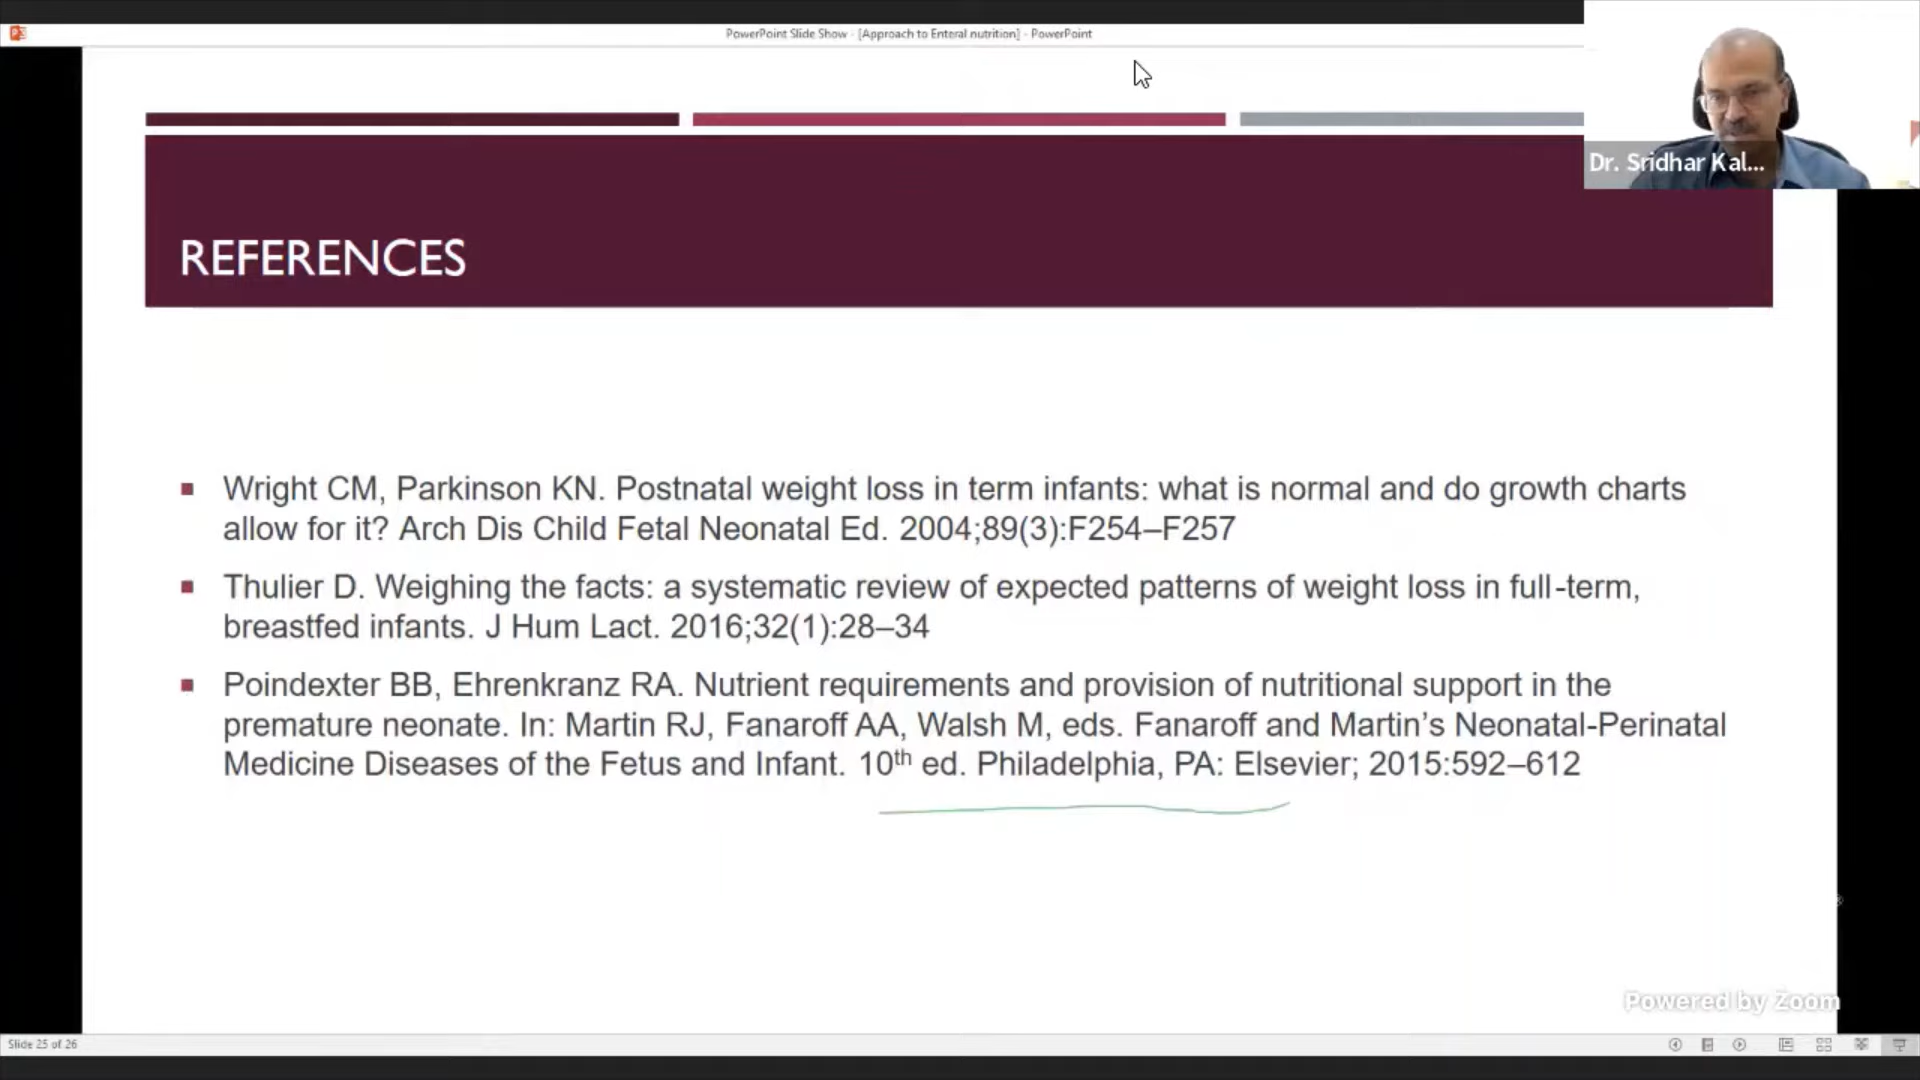 PowerPoint Slide Show - [Approach to Enteral nutrition] - PowerPoint
Dr. Sridhar Kal...
REFERENCES
Wright CM, Parkinson KN. Postnatal weight loss in term infants: what is normal and do growth charts
allow for it? Arch Dis Child Fetal Neonatal Ed. 2004;89(3):F254–F257
Thulier D. Weighing the facts: a systematic review of expected patterns of weight loss in full-term,
breastfed infants. J Hum Lact. 2016;32(1):28–34
Poindexter BB, Ehrenkranz RA. Nutrient requirements and provision of nutritional support in the
premature neonate. In: Martin RJ, Fanaroff AA, Walsh M, eds. Fanaroff and Martin’s Neonatal-Perinatal
Medicine Diseases of the Fetus and Infant. 10th ed. Philadelphia, PA: Elsevier; 2015:592–612
Powered by Zoom
Slide 25 of 26